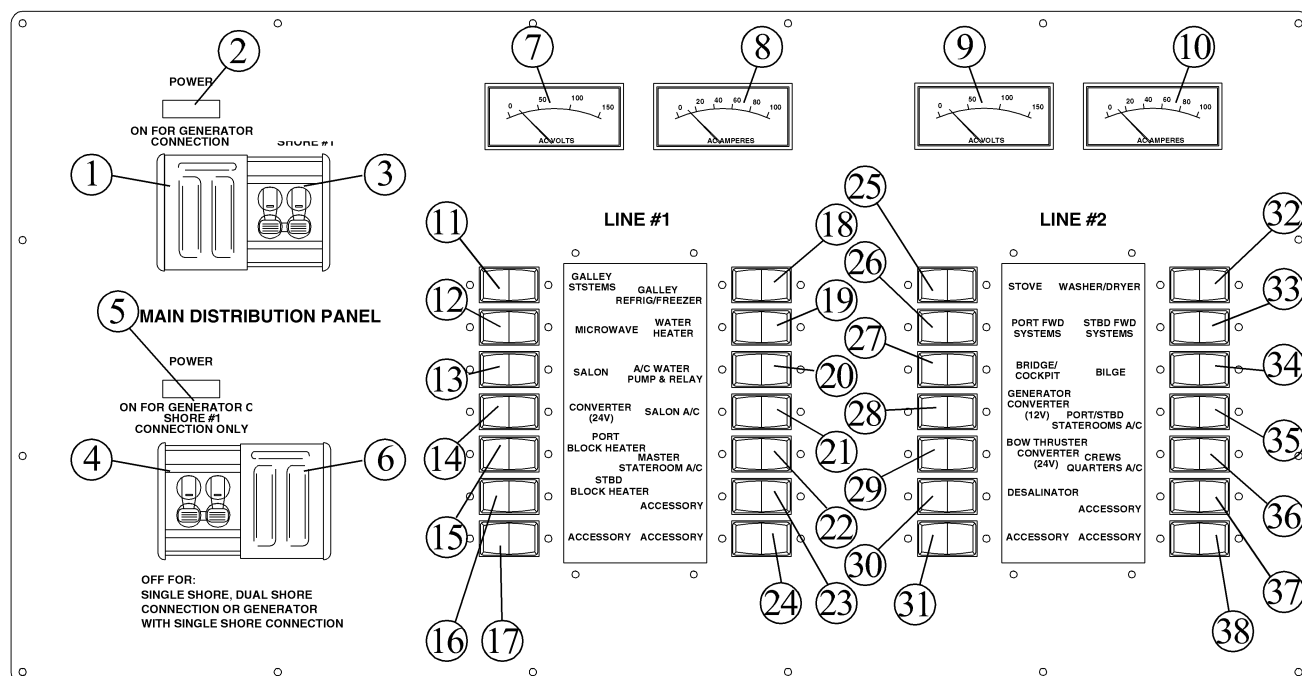 2
7
8
9
10
POWER
0 50 100 150
AC VOLTS
0 20 40 60 80 100
AC AMPERES
0 50 100 150
AC VOLTS
0 20 40 60 80 100
AC AMPERES
ON FOR GENERATOR
CONNECTION
SHORE #1
1
3
LINE #1
LINE #2
11
12
13
14
15
16
17
GALLEY
STSTEMS
MICROWAVE
SALON
CONVERTER
(24V)
PORT
BLOCK HEATER
STBD
BLOCK HEATER
ACCESSORY
GALLEY
REFRIG/FREEZER
WATER
HEATER
A/C WATER
PUMP & RELAY
SALON A/C
MASTER
STATEROOM A/C
ACCESSORY
ACCESSORY
18
19
20
21
22
23
24
25
26
27
28
29
30
31
STOVE
PORT FWD
SYSTEMS
BRIDGE/
COCKPIT
GENERATOR
CONVERTER
(12V)
BOW THRUSTER
CONVERTER
(24V)
DESALINATOR
ACCESSORY
WASHER/DRYER
STBD FWD
SYSTEMS
BILGE
PORT/STBD
STATEROOMS A/C
CREWS
QUARTERS A/C
ACCESSORY
ACCESSORY
32
33
34
35
36
37
38
5
MAIN DISTRIBUTION PANEL
POWER
ON FOR GENERATOR C
SHORE #1
CONNECTION ONLY
4
6
OFF FOR:
SINGLE SHORE, DUAL SHORE
CONNECTION OR GENERATOR
WITH SINGLE SHORE CONNECTION